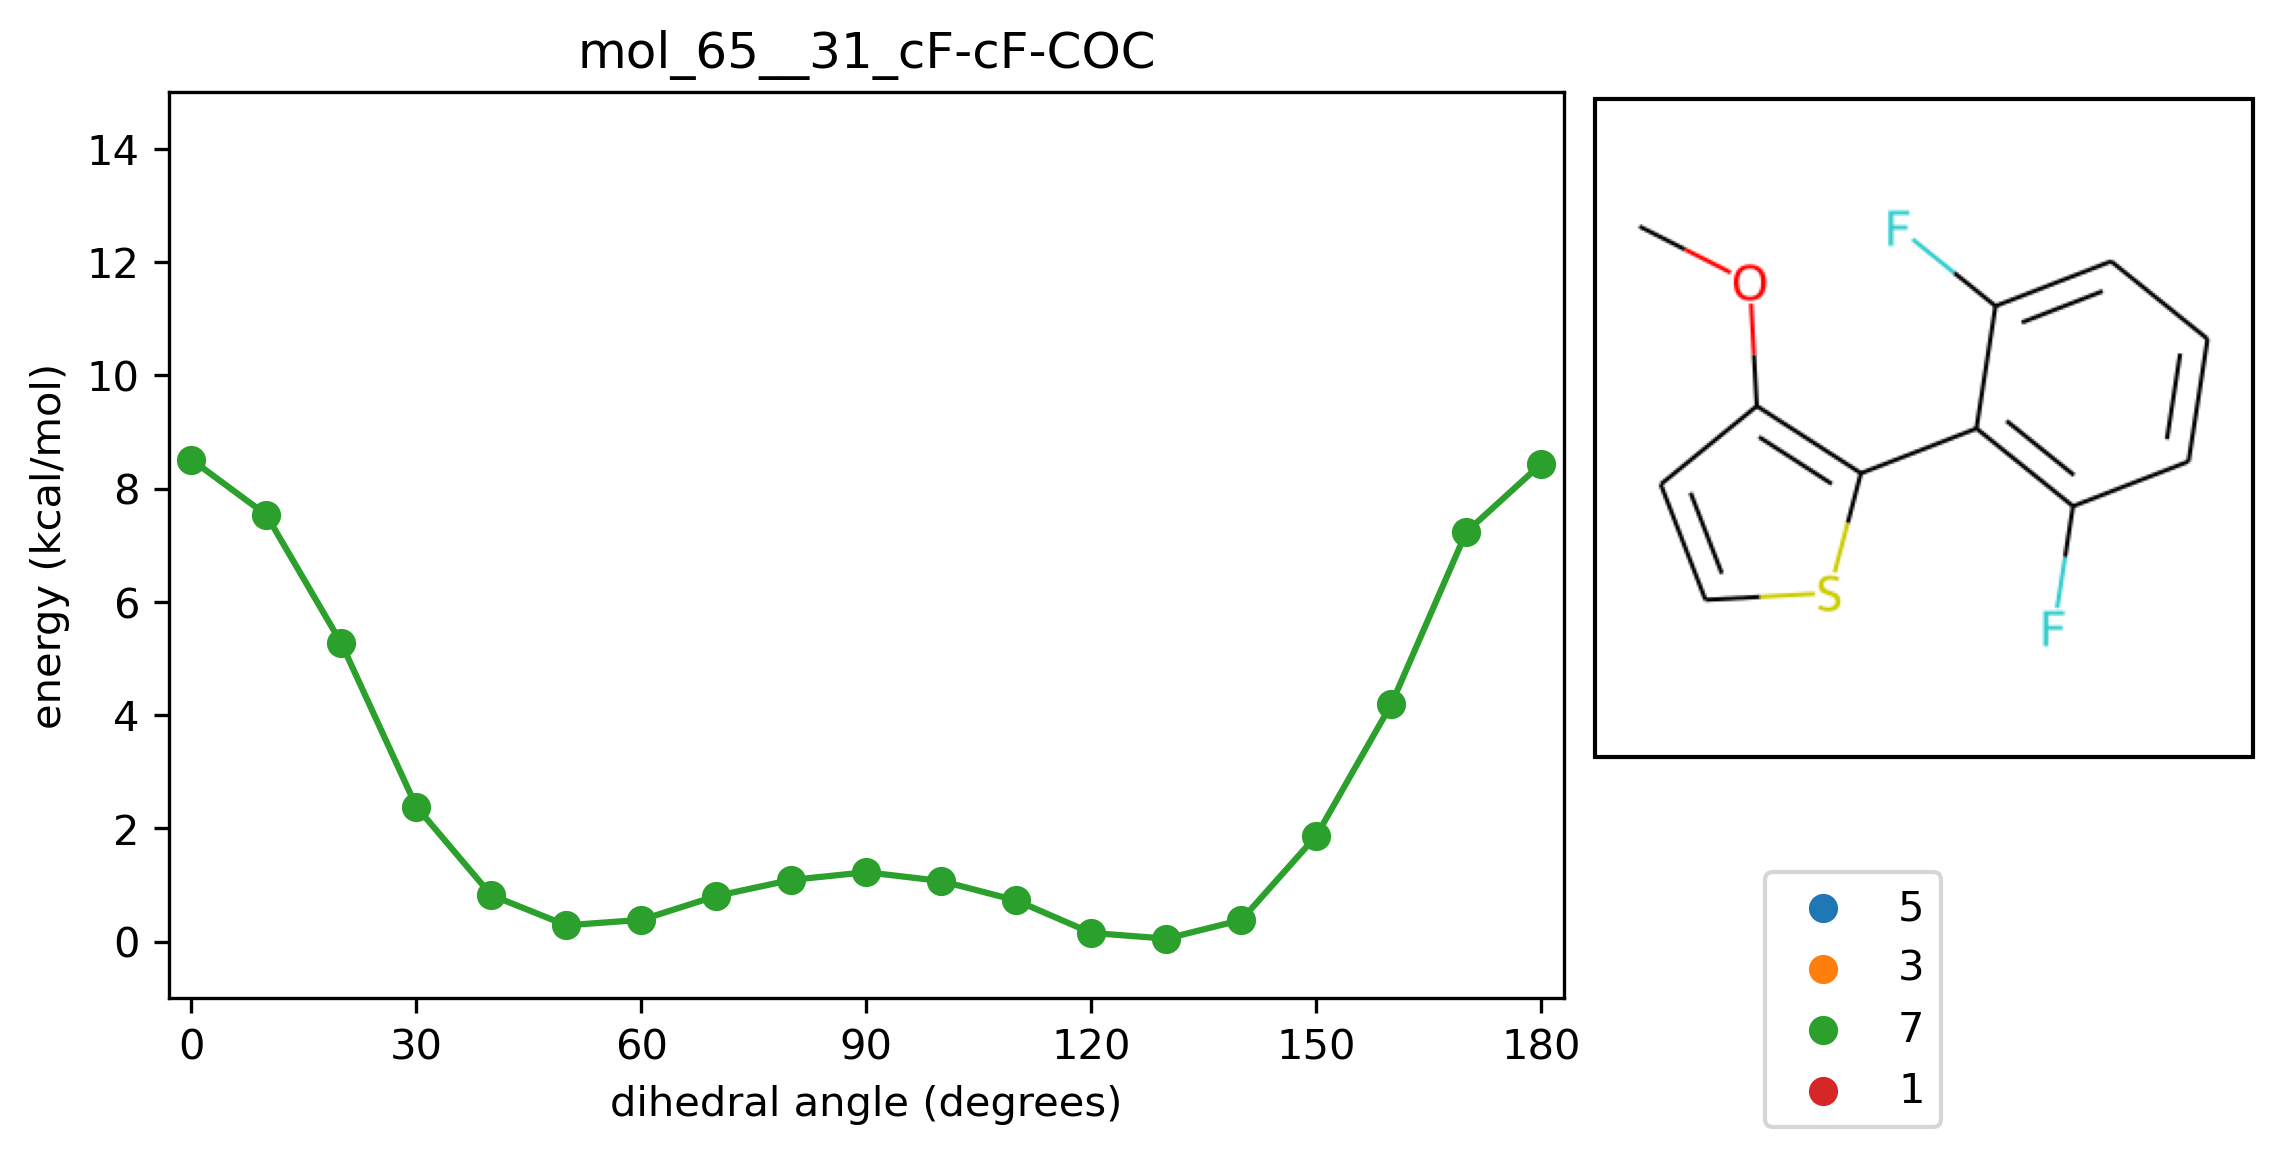 mol_65__31_cF-cF-COC
14
12
10
8
6
4
2
0
energy (kcal/mol)
0 30 60 90 120 150 180
dihedral angle (degrees)
F
O
S
F
5
3
7
1